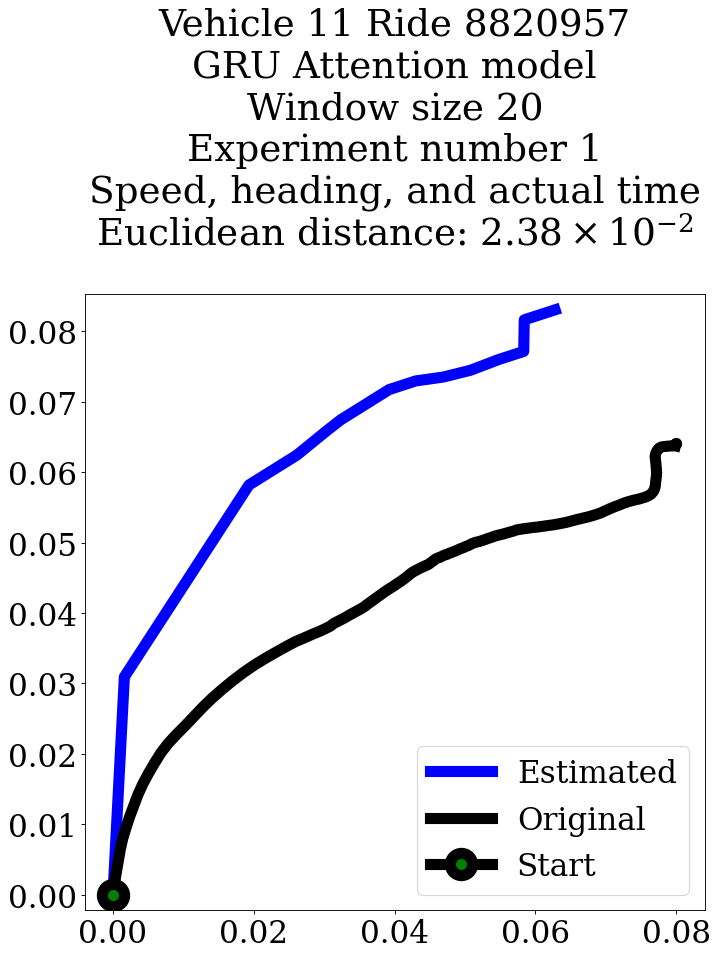 Vehicle 11 Ride 8820957
GRU Attention model
Window size 20
Experiment number 1
Speed, heading, and actual time
Euclidean distance: 2.38 × 10⁻²
0.08
0.07
0.06
0.05
0.04
0.03
0.02
0.01
0.00
Estimated
Original
Start
0.00 0.02 0.04 0.06 0.08